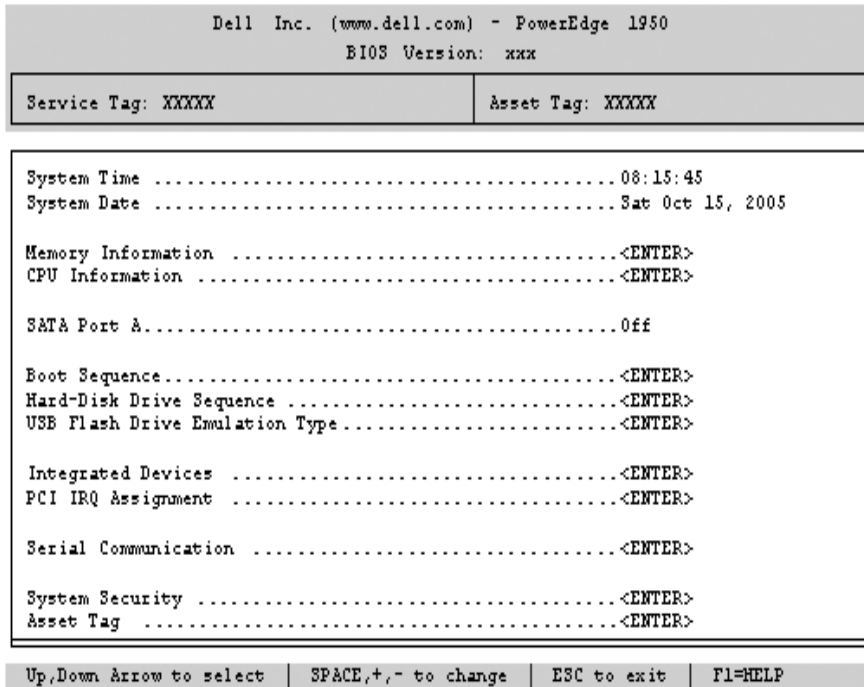 Dell Inc. (www.dell.com) - PowerEdge 1950
BIOS Version: xxx
Service Tag: XXXXX Asset Tag: XXXXX
System Time ..............................................08:15:45
System Date ..............................................Sat Oct 15, 2005
Memory Information ......................................<ENTER>
CPU Information ..........................................<ENTER>
SATA Port A...............................................Off
Boot Sequence.............................................<ENTER>
Hard-Disk Drive Sequence .................................<ENTER>
USB Flash Drive Emulation Type...........................<ENTER>
Integrated Devices ......................................<ENTER>
PCI IRQ Assignment ......................................<ENTER>
Serial Communication ....................................<ENTER>
System Security ..........................................<ENTER>
Asset Tag ...............................................<ENTER>
Up,Down Arrow to select | SPACE,+,- to change | ESC to exit | F1=HELP